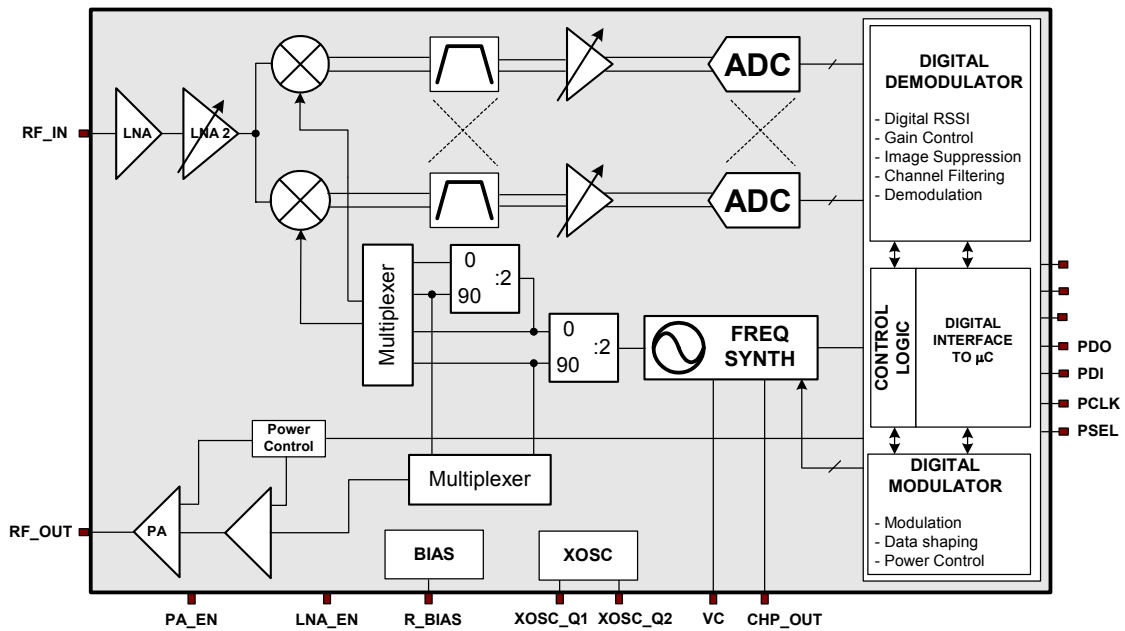 RF_IN
LNA
LNA 2
ADC
ADC
DIGITAL
DEMODULATOR
- Digital RSSI
- Gain Control
- Image Suppression
- Channel Filtering
- Demodulation
Multiplexer
0
90
:2
0
90
:2
FREQ
SYNTH
CONTROL
LOGIC
DIGITAL
INTERFACE
TO µC
PDO
PDI
PCLK
PSEL
Power
Control
Multiplexer
DIGITAL
MODULATOR
- Modulation
- Data shaping
- Power Control
RF_OUT
PA
BIAS
XOSC
PA_EN
LNA_EN
R_BIAS
XOSC_Q1
XOSC_Q2
VC
CHP_OUT